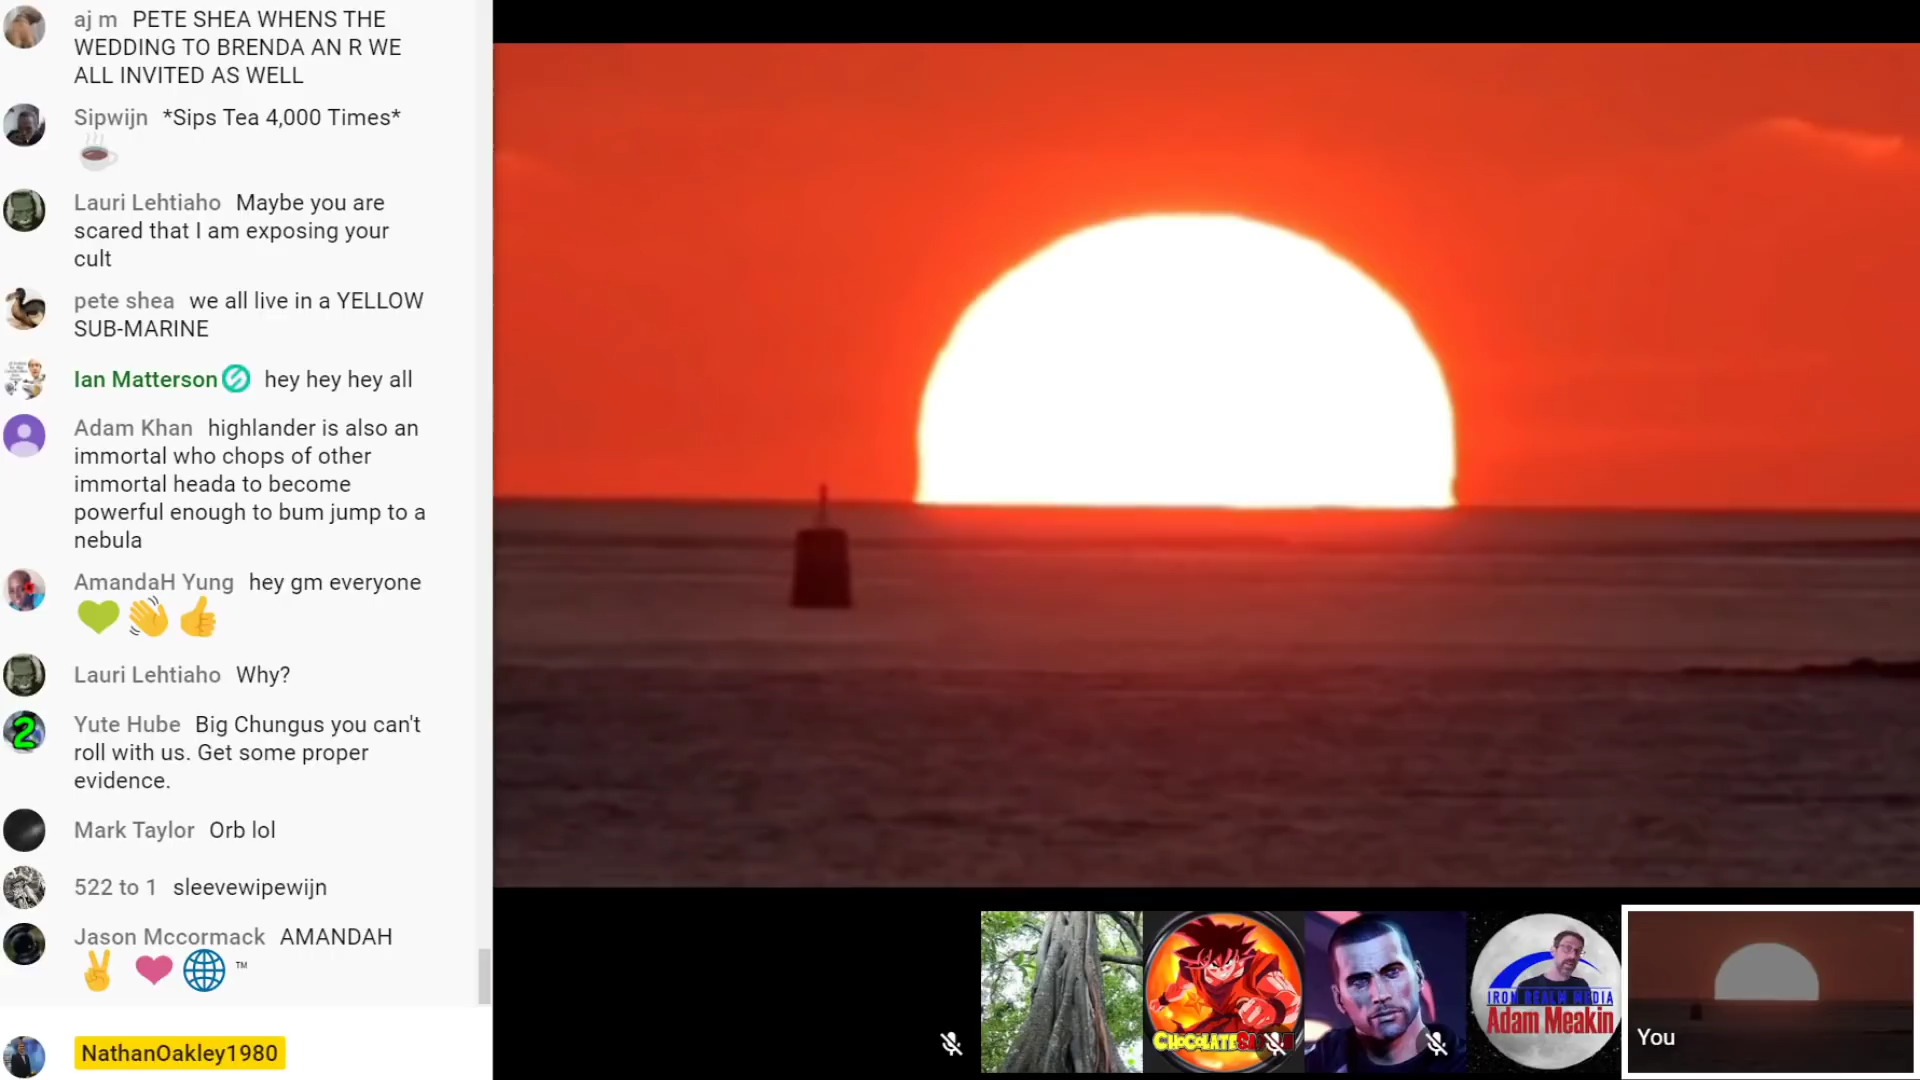 aj m PETE SHEA WHENS THE
WEDDING TO BRENDA AN R WE
ALL INVITED AS WELL
Sipwijn *Sips Tea 4,000 Times*
Lauri Lehtiaho Maybe you are
scared that I am exposing your
cult
pete shea we all live in a YELLOW
SUB-MARINE
Ian Matterson hey hey hey all
Adam Khan highlander is also an
immortal who chops of other
immortal heada to become
powerful enough to bum jump to a
nebula
AmandaH Yung hey gm everyone
Lauri Lehtiaho Why?
Yute Hube Big Chungus you can't
roll with us. Get some proper
evidence.
2
Mark Taylor Orb lol
522 to 1 sleevewipewijn
Jason Mccormack AMANDAH
™
NathanOakley1980
CHOCOLATE
IRON REALM MEDIA
Adam Meakin
You